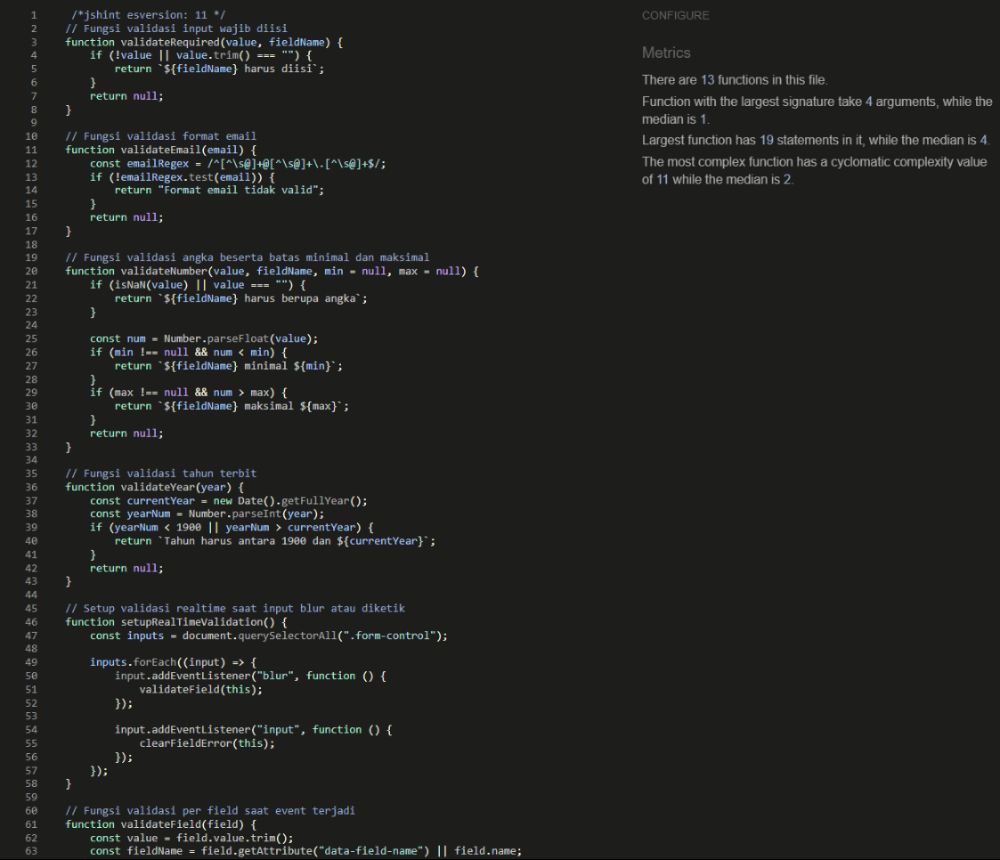 1 /*jshint esversion: 11 */
2 // Fungsi validasi input wajib diisi
3 function validateRequired(value, fieldName) {
4     if (!value || value.trim() === "") {
5         return `${fieldName} harus diisi`;
6     }
7     return null;
8 }
9
10 // Fungsi validasi format email
11 function validateEmail(email) {
12     const emailRegex = /^[^\s@]+@[^\s@]+\.[^\s@]+$/;
13     if (!emailRegex.test(email)) {
14         return "Format email tidak valid";
15     }
16     return null;
17 }
18
19 // Fungsi validasi angka beserta batas minimal dan maksimal
20 function validateNumber(value, fieldName, min = null, max = null) {
21     if (isNaN(value) || value === "") {
22         return `${fieldName} harus berupa angka`;
23     }
24
25     const num = Number.parseFloat(value);
26     if (min !== null && num < min) {
27         return `${fieldName} minimal ${min}`;
28     }
29     if (max !== null && num > max) {
30         return `${fieldName} maksimal ${max}`;
31     }
32     return null;
33 }
34
35 // Fungsi validasi tahun terbit
36 function validateYear(year) {
37     const currentYear = new Date().getFullYear();
38     const yearNum = Number.parseInt(year);
39     if (yearNum < 1900 || yearNum > currentYear) {
40         return `Tahun harus antara 1900 dan ${currentYear}`;
41     }
42     return null;
43 }
44
45 // Setup validasi realtime saat input blur atau diketik
46 function setupRealTimeValidation() {
47     const inputs = document.querySelectorAll(".form-control");
48
49     inputs.forEach((input) => {
50         input.addEventListener("blur", function () {
51             validateField(this);
52         });
53
54         input.addEventListener("input", function () {
55             clearFieldError(this);
56         });
57     });
58 }
59
60 // Fungsi validasi per field saat event terjadi
61 function validateField(field) {
62     const value = field.value.trim();
63     const fieldName = field.getAttribute("data-field-name") || field.name;
CONFIGURE
Metrics
There are 13 functions in this file.
Function with the largest signature take 4 arguments, while the
median is 1.
Largest function has 19 statements in it, while the median is 4.
The most complex function has a cyclomatic complexity value
of 11 while the median is 2.